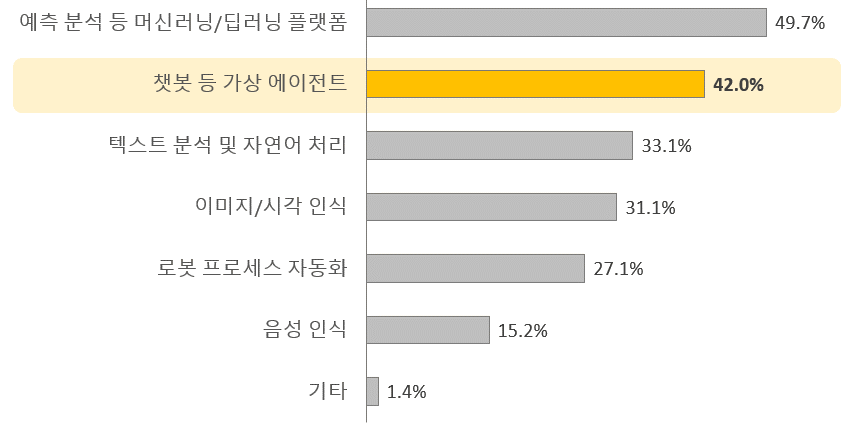 예측 분석 등 머신러닝/딥러닝 플랫폼 49.7%
챗봇 등 가상 에이전트 42.0%
텍스트 분석 및 자연어 처리 33.1%
이미지/시각 인식 31.1%
로봇 프로세스 자동화 27.1%
음성 인식 15.2%
기타 1.4%